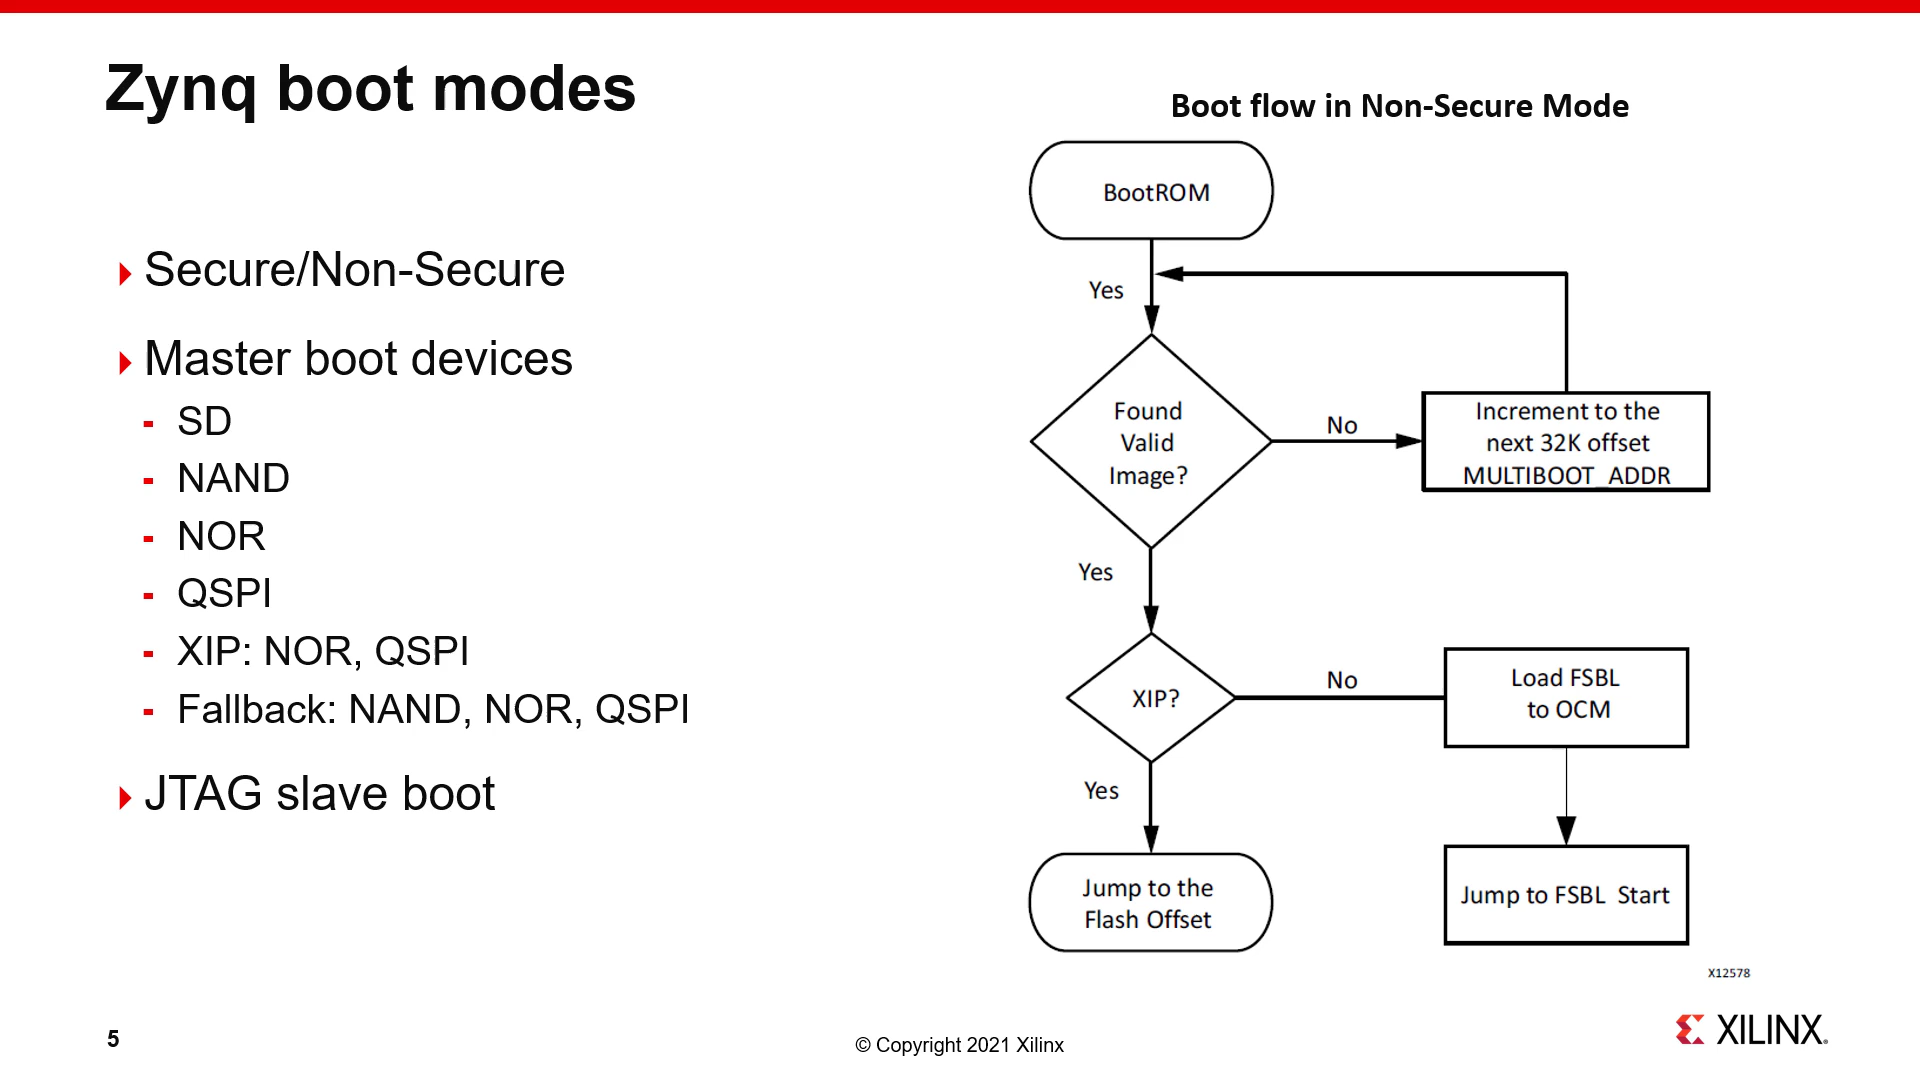 Zynq boot modes
Secure/Non-Secure
Master boot devices
- SD
- NAND
- NOR
- QSPI
- XIP: NOR, QSPI
- Fallback: NAND, NOR, QSPI
JTAG slave boot
Boot flow in Non-Secure Mode
BootROM
Yes
Found
Valid
Image?
No
Increment to the
next 32K offset
MULTIBOOT_ADDR
Yes
XIP?
No
Load FSBL
to OCM
Yes
Jump to the
Flash Offset
Jump to FSBL Start
X12578
5
© Copyright 2021 Xilinx
XILINX.